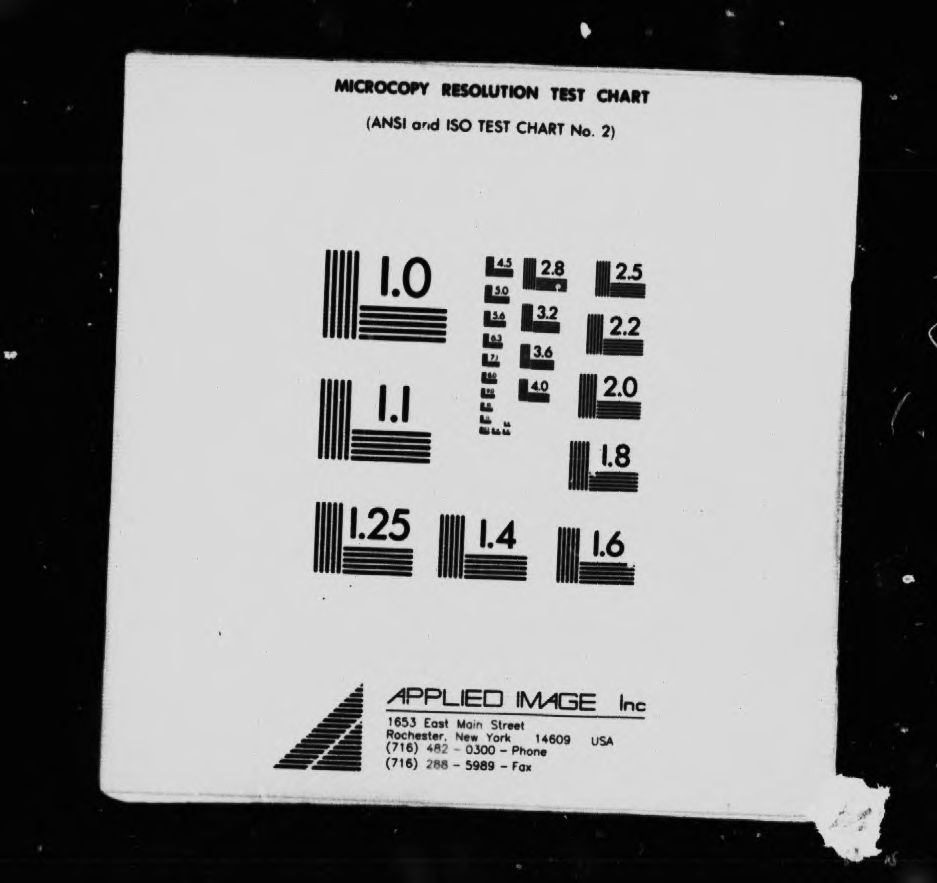 MICROCOPY RESOLUTION TEST CHART
(ANSI and ISO TEST CHART No. 2)
1.0
1.1
1.25
1.4
1.6
1.8
2.0
2.2
2.5
2.8
3.2
3.6
4.0
4.5
5.0
5.6
6.3
7.1
8.0
9.0
APPLIED IMAGE Inc
1653 East Main Street
Rochester, New York 14609 USA
(716) 482 - 0300 - Phone
(716) 288 - 5989 - Fax